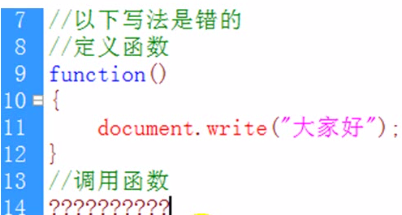 7 //以下写法是错的
8 //定义函数
9 function()
10 {
11 document.write("大家好");
12 }
13 //调用函数
14 ??????????